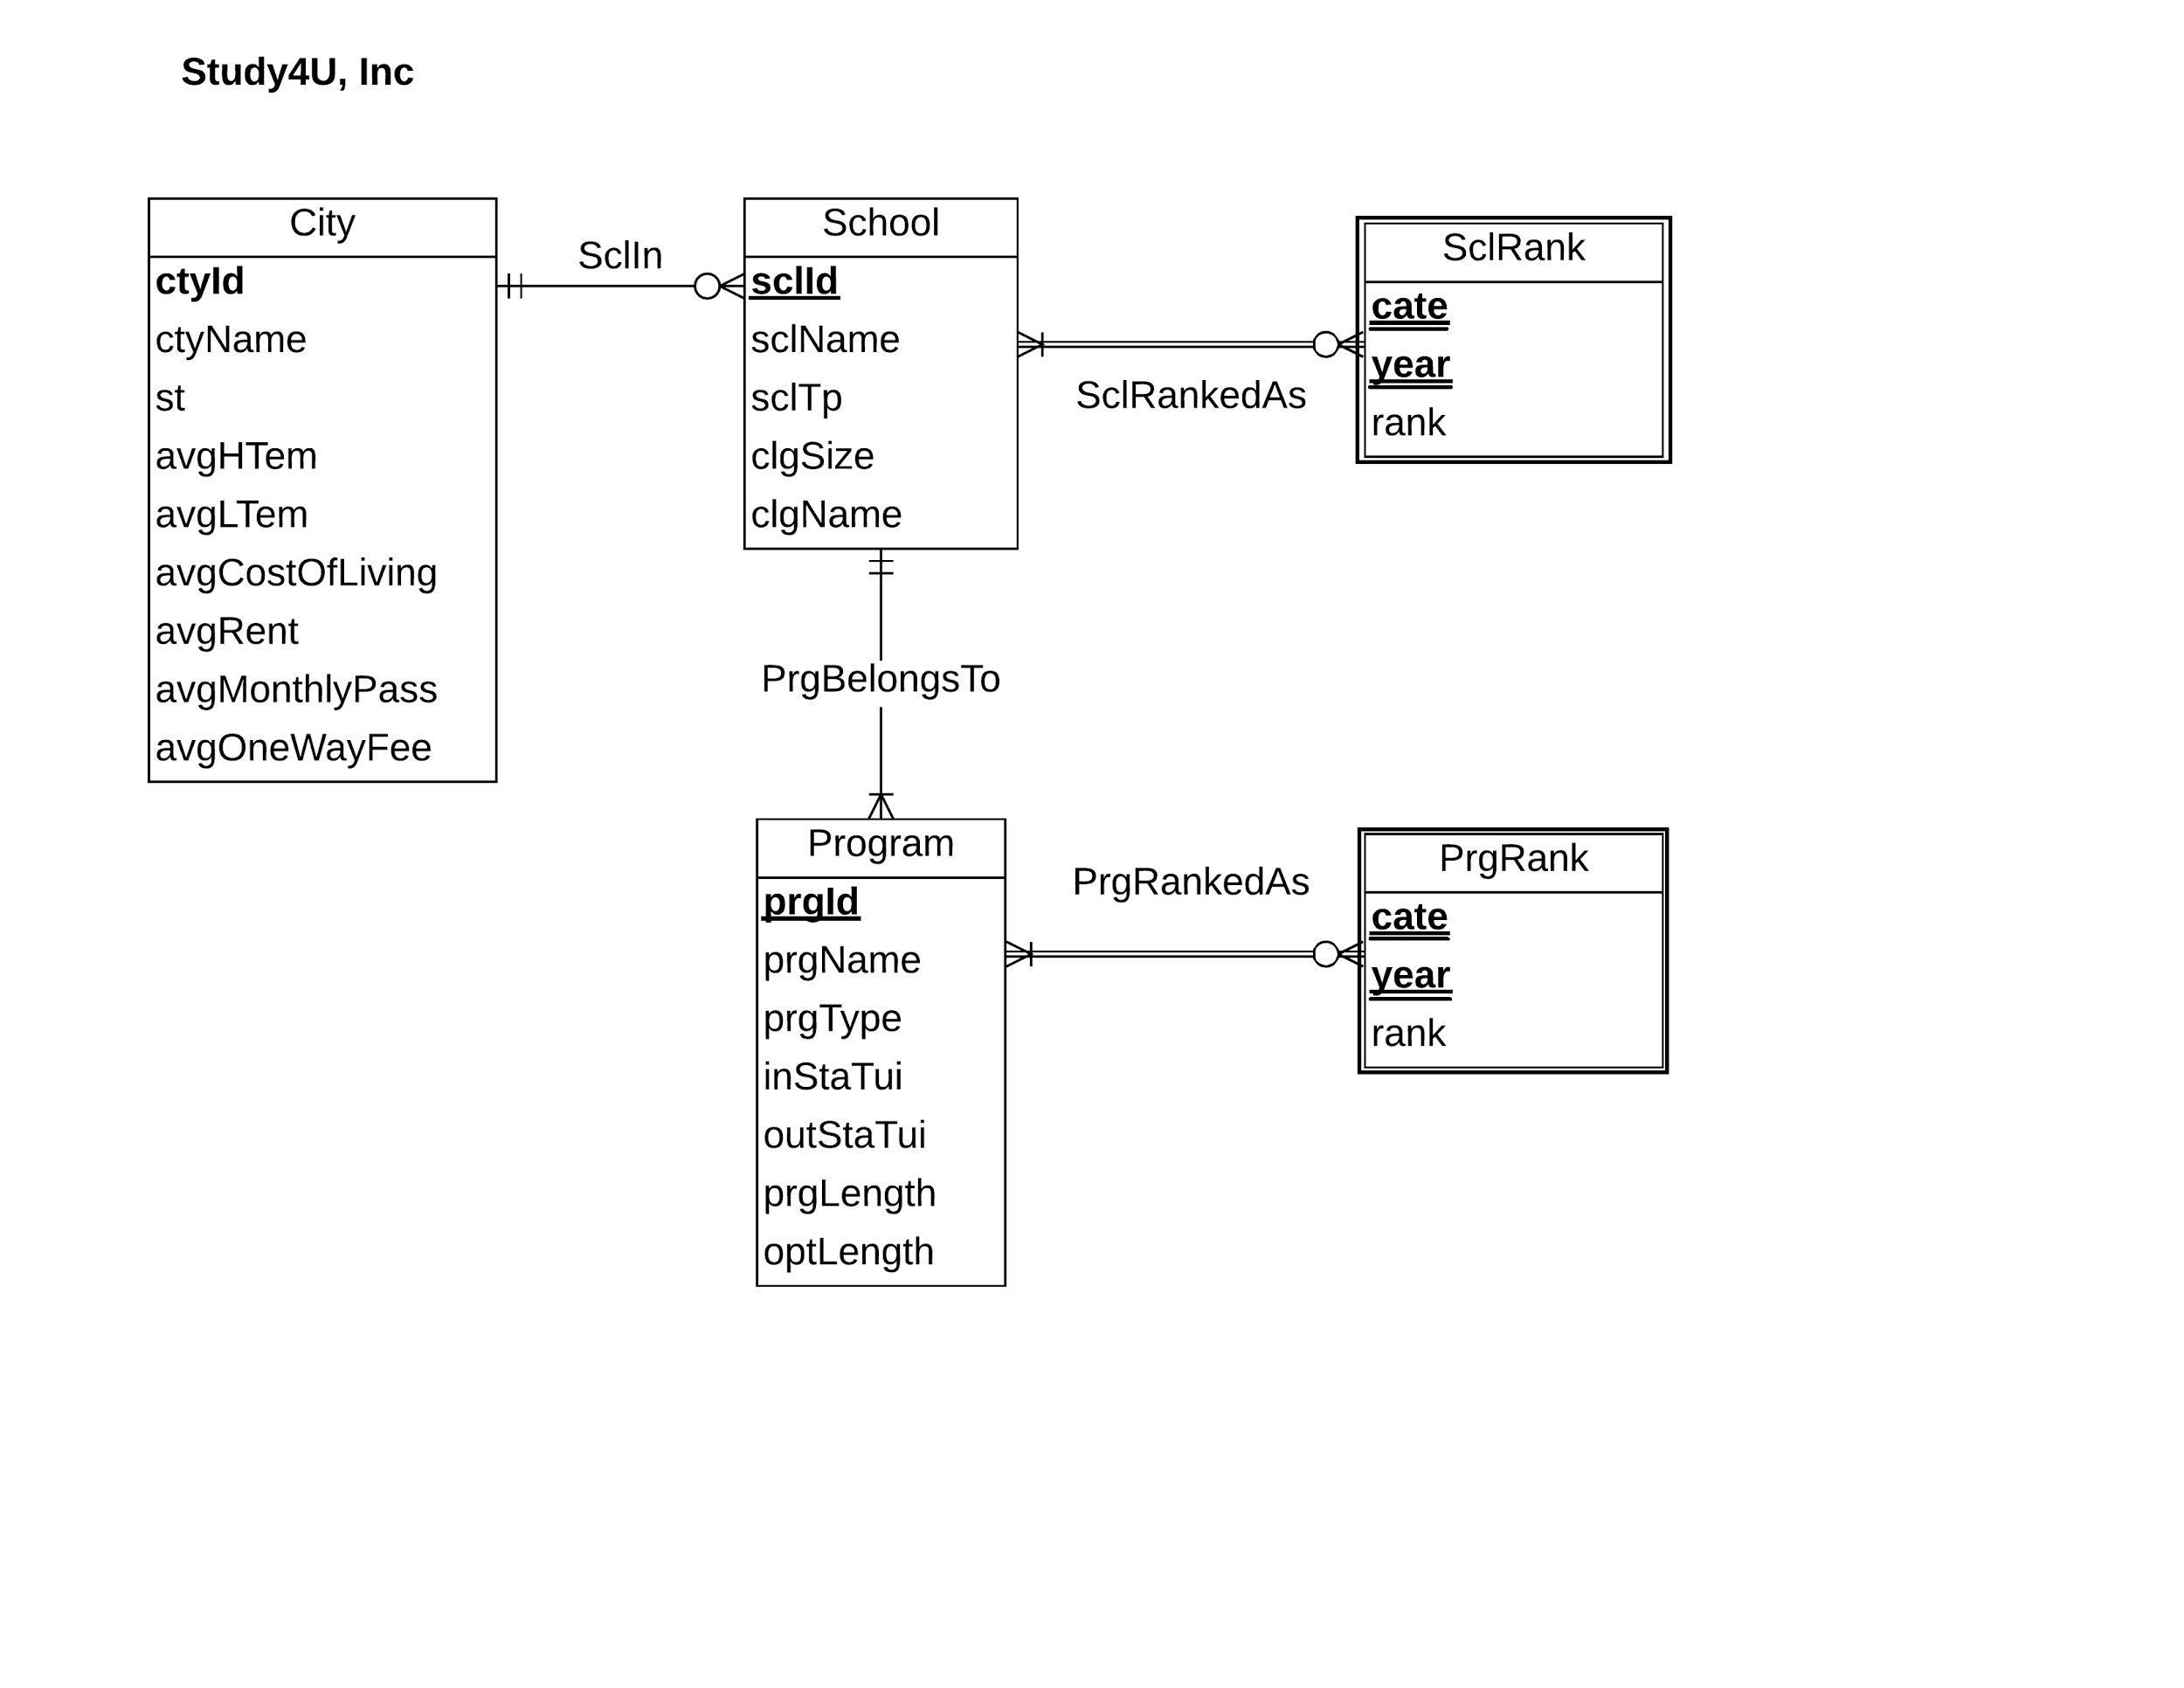 Study4U, Inc
City
ctyId
ctyName
st
avgHTem
avgLTem
avgCostOfLiving
avgRent
avgMonthlyPass
avgOneWayFee
SclIn
School
sclId
sclName
sclTp
clgSize
clgName
SclRankedAs
SclRank
cate
year
rank
PrgBelongsTo
Program
prgId
prgName
prgType
inStaTui
outStaTui
prgLength
optLength
PrgRankedAs
PrgRank
cate
year
rank